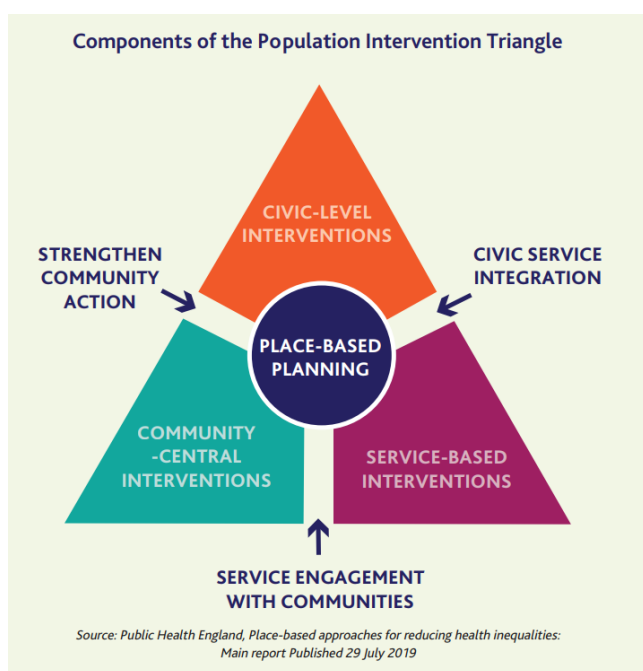 Components of the Population Intervention Triangle
CIVIC-LEVEL
INTERVENTIONS
STRENGTHEN
COMMUNITY
ACTION
CIVIC SERVICE
INTEGRATION
PLACE-BASED
PLANNING
COMMUNITY
-CENTRAL
INTERVENTIONS
SERVICE-BASED
INTERVENTIONS
SERVICE ENGAGEMENT
WITH COMMUNITIES
Source: Public Health England, Place-based approaches for reducing health inequalities:
Main report Published 29 July 2019